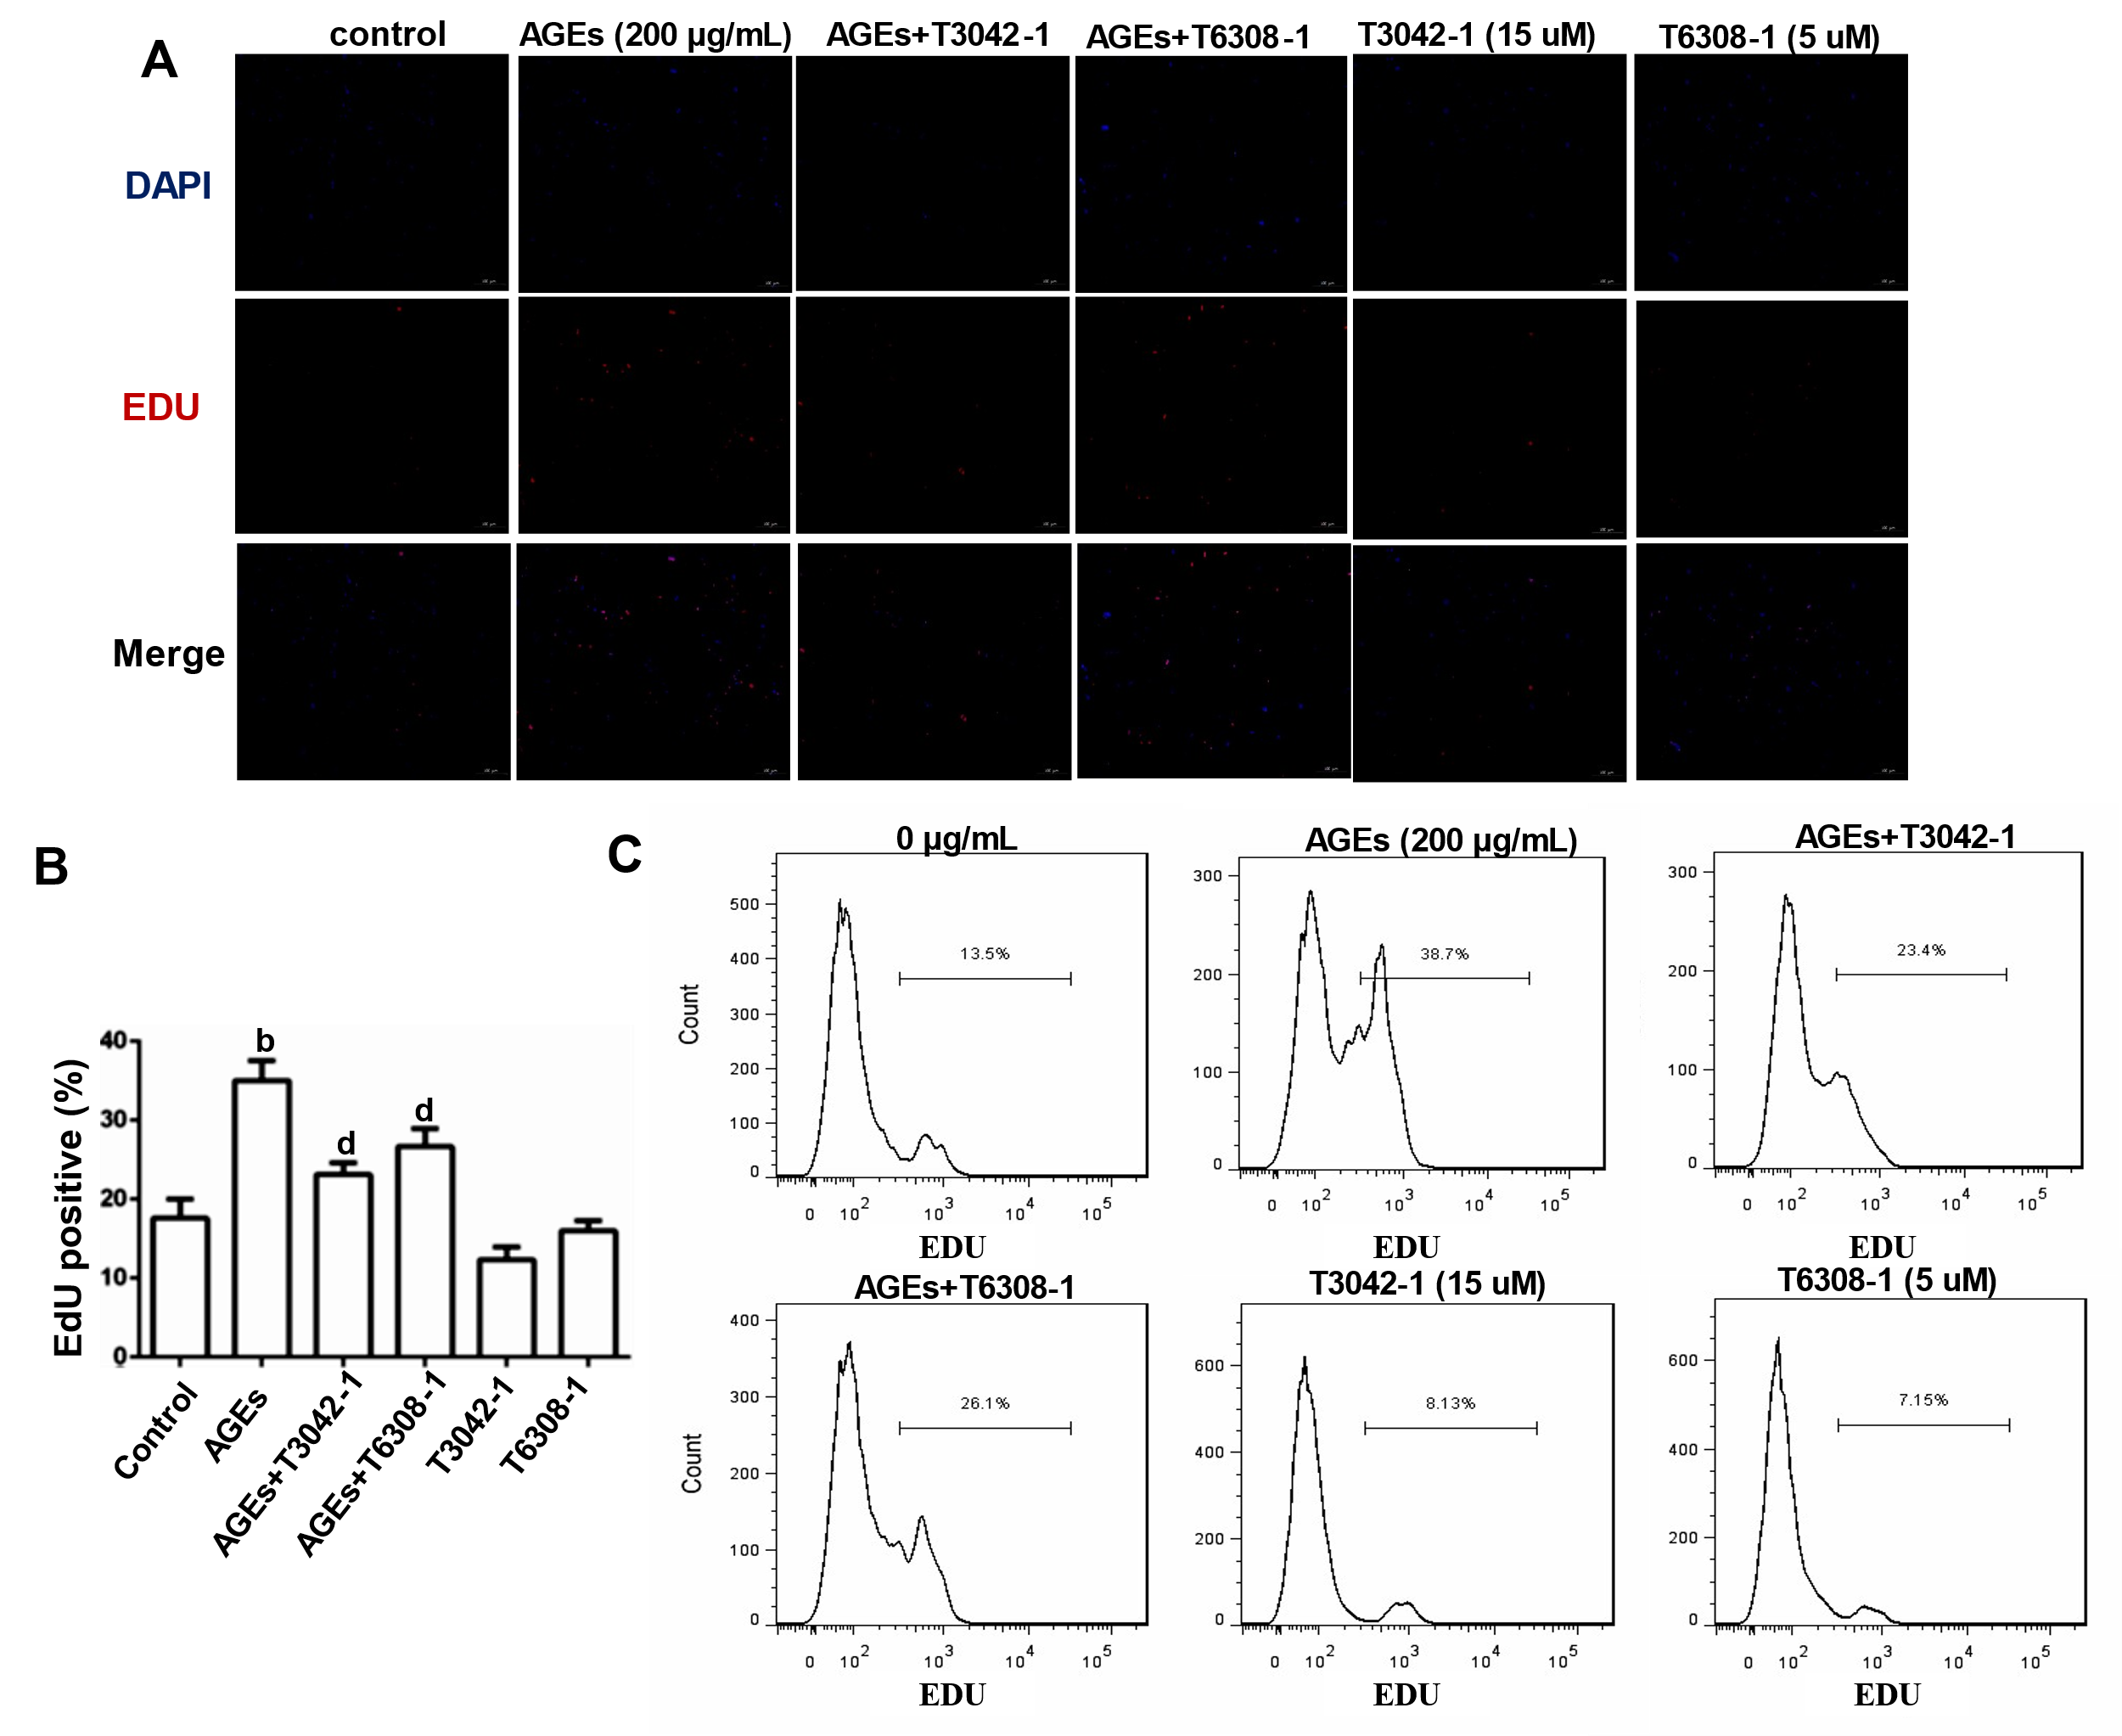 A
control
AGEs (200 µg/mL)
AGEs+T3042-1
AGEs+T6308-1
T3042-1 (15 uM)
T6308-1 (5 uM)
DAPI
EDU
Merge
B
EdU positive (%)
40
30
20
10
0
b
d
d
Control
AGEs
AGEs+T3042-1
AGEs+T6308-1
T3042-1
T6308-1
C
0 µg/mL
Count
500
400
300
200
100
0
13.5%
0 10² 10³ 10⁴ 10⁵
EDU
AGEs (200 µg/mL)
300
200
100
0
38.7%
0 10² 10³ 10⁴ 10⁵
EDU
AGEs+T3042-1
300
200
100
0
23.4%
0 10² 10³ 10⁴ 10⁵
EDU
AGEs+T6308-1
Count
400
300
200
100
0
26.1%
0 10² 10³ 10⁴ 10⁵
EDU
T3042-1 (15 uM)
600
400
200
0
8.13%
0 10² 10³ 10⁴ 10⁵
EDU
T6308-1 (5 uM)
600
400
200
0
7.15%
0 10² 10³ 10⁴ 10⁵
EDU